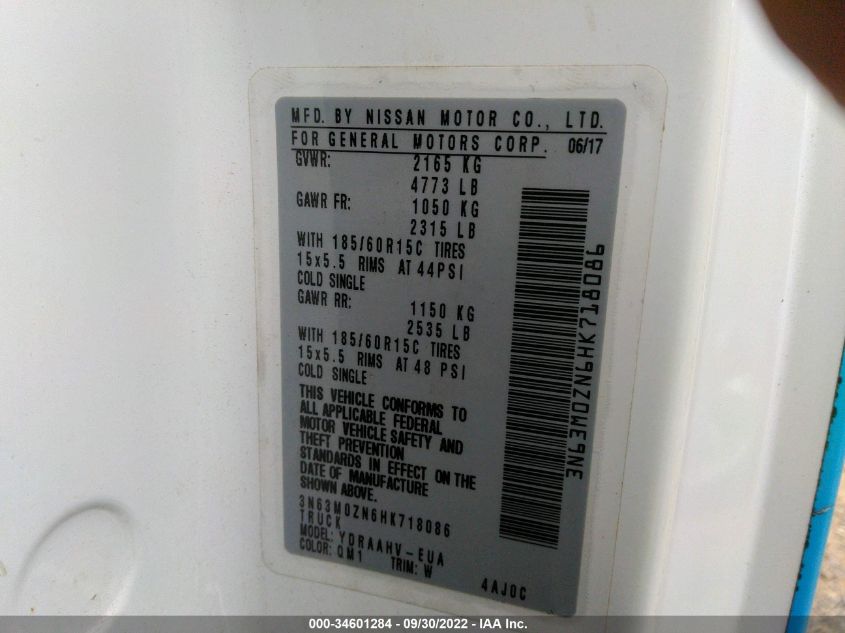 MFD. BY NISSAN MOTOR CO., LTD.
FOR GENERAL MOTORS CORP. 06/17
GVWR: 2165 KG
4773 LB
GAWR FR: 1050 KG
2315 LB
WITH 185/60R15C TIRES
15x5.5 RIMS AT 44PSI
COLD SINGLE
GAWR RR: 1150 KG
2535 LB
WITH 185/60R15C TIRES
15x5.5 RIMS AT 48 PSI
COLD SINGLE
THIS VEHICLE CONFORMS TO
ALL APPLICABLE FEDERAL
MOTOR VEHICLE SAFETY AND
THEFT PREVENTION
STANDARDS IN EFFECT ON THE
DATE OF MANUFACTURE
SHOWN ABOVE.
3N63M0ZN6HK718086
TRUCK
MODEL: YDRAAHV-EUA
COLOR: QM1 TRIM: W
4AJ0C
3N63M0ZN6HK718086
000-34601284 - 09/30/2022 - IAA Inc.